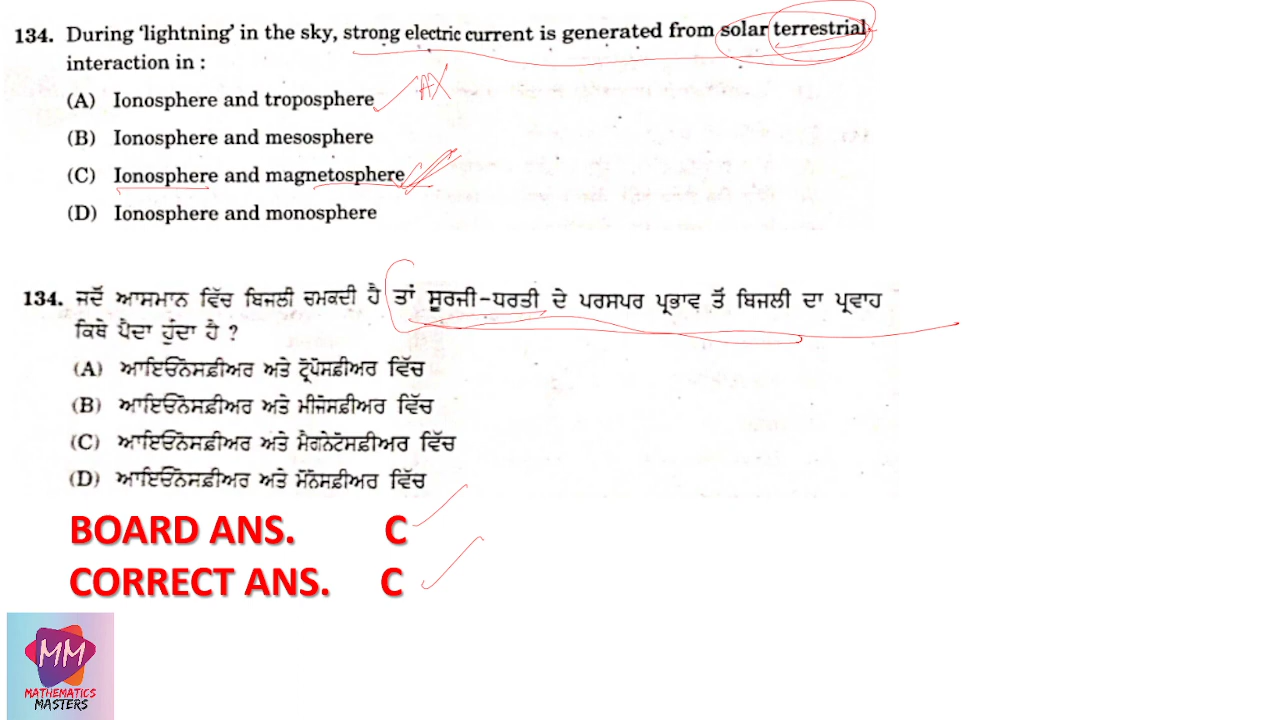 134. During 'lightning' in the sky, strong electric current is generated from solar terrestrial
interaction in :
(A) Ionosphere and troposphere
AX
(B) Ionosphere and mesosphere
(C) Ionosphere and magnetosphere
(D) Ionosphere and monosphere
134. ਜਦੋਂ ਆਸਮਾਨ ਵਿੱਚ ਬਿਜਲੀ ਚਮਕਦੀ ਹੈ ਤਾਂ ਸੂਰਜੀ-ਧਰਤੀ ਦੇ ਪਰਸਪਰ ਪ੍ਰਭਾਵ ਤੋਂ ਬਿਜਲੀ ਦਾ ਪ੍ਰਵਾਹ
ਕਿਥੇ ਪੈਦਾ ਹੁੰਦਾ ਹੈ ?
(A) ਆਇਓਨੋਸਫ਼ੀਅਰ ਅਤੇ ਟ੍ਰੋਪੋਸਫ਼ੀਅਰ ਵਿੱਚ
(B) ਆਇਓਨੋਸਫ਼ੀਅਰ ਅਤੇ ਮੀਜੋਸਫ਼ੀਅਰ ਵਿੱਚ
(C) ਆਇਓਨੋਸਫ਼ੀਅਰ ਅਤੇ ਮੈਗਨੇਟੋਸਫ਼ੀਅਰ ਵਿੱਚ
(D) ਆਇਓਨੋਸਫ਼ੀਅਰ ਅਤੇ ਮੋਨੋਸਫ਼ੀਅਰ ਵਿੱਚ
BOARD ANS. C
CORRECT ANS. C
MM
MATHEMATICS
MASTERS